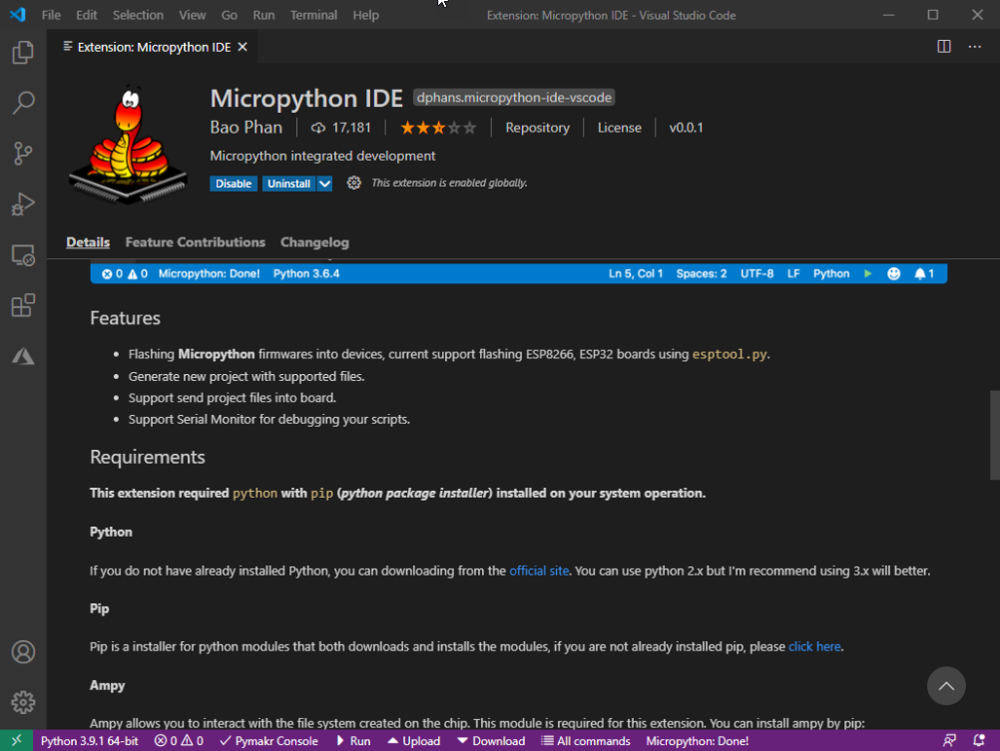 File Edit Selection View Go Run Terminal Help Extension: Micropython IDE - Visual Studio Code
Extension: Micropython IDE
Micropython IDE dphans.micropython-ide-vscode
Bao Phan 17,181 Repository License v0.0.1
Micropython integrated development
Disable Uninstall This extension is enabled globally.
Details Feature Contributions Changelog
0 0 Micropython: Done! Python 3.6.4 Ln 5, Col 1 Spaces: 2 UTF-8 LF Python 1
Features
• Flashing Micropython firmwares into devices, current support flashing ESP8266, ESP32 boards using esptool.py.
• Generate new project with supported files.
• Support send project files into board.
• Support Serial Monitor for debugging your scripts.
Requirements
This extension required python with pip (python package installer) installed on your system operation.
Python
If you do not have already installed Python, you can downloading from the official site. You can use python 2.x but I'm recommend using 3.x will better.
Pip
Pip is a installer for python modules that both downloads and installs the modules, if you are not already installed pip, please click here.
Ampy
Ampy allows you to interact with the file system created on the chip. This module is required for this extension. You can install ampy by pip:
Python 3.9.1 64-bit 0 0 Pymakr Console Run Upload Download All commands Micropython: Done!